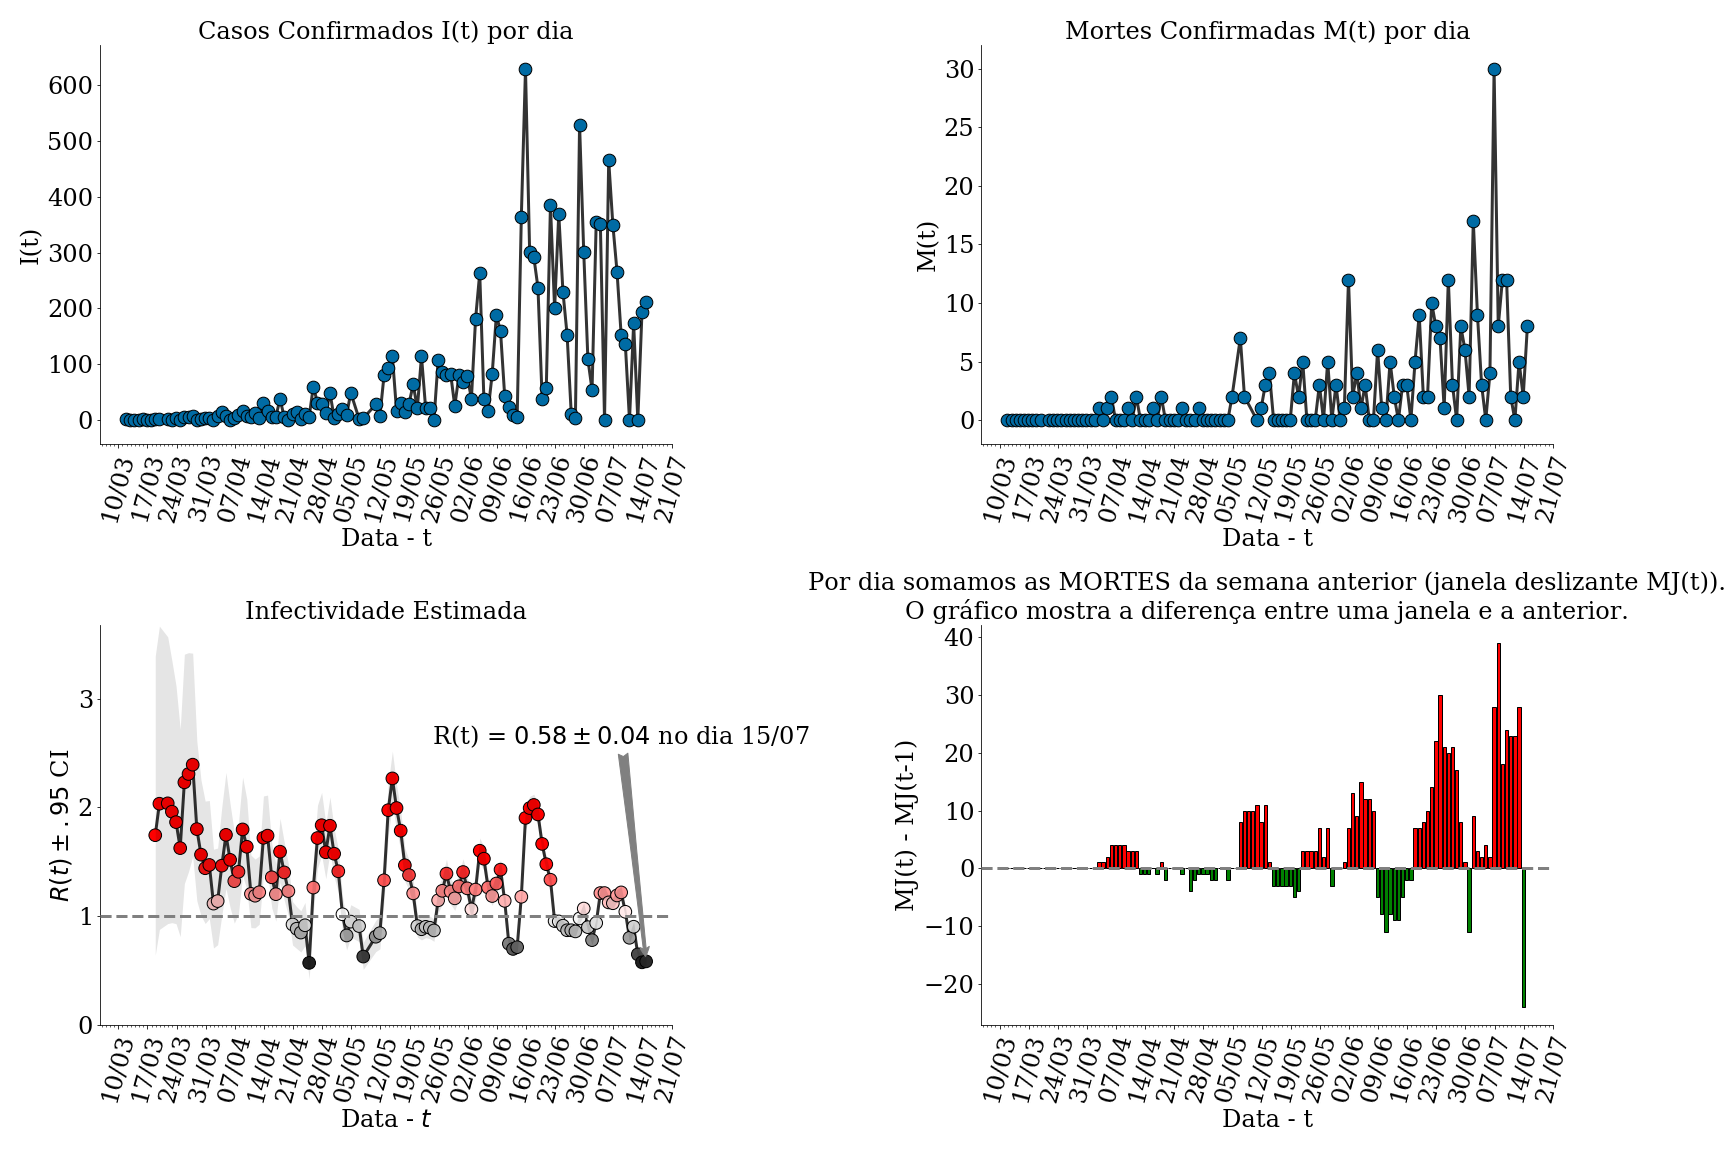 Casos Confirmados I(t) por dia
600
500
400
300
200
100
0
I(t)
10/03 17/03 24/03 31/03 07/04 14/04 21/04 28/04 05/05 12/05 19/05 26/05 02/06 09/06 16/06 23/06 30/06 07/07 14/07 21/07
Data - t
Mortes Confirmadas M(t) por dia
30
25
20
15
10
5
0
M(t)
10/03 17/03 24/03 31/03 07/04 14/04 21/04 28/04 05/05 12/05 19/05 26/05 02/06 09/06 16/06 23/06 30/06 07/07 14/07 21/07
Data - t
Infectividade Estimada
3
2
1
0
R(t) ± .95 CI
R(t) = 0.58 ± 0.04 no dia 15/07
10/03 17/03 24/03 31/03 07/04 14/04 21/04 28/04 05/05 12/05 19/05 26/05 02/06 09/06 16/06 23/06 30/06 07/07 14/07 21/07
Data - t
Por dia somamos as MORTES da semana anterior (janela deslizante MJ(t)).
O gráfico mostra a diferença entre uma janela e a anterior.
40
30
20
10
0
−10
−20
MJ(t) - MJ(t-1)
10/03 17/03 24/03 31/03 07/04 14/04 21/04 28/04 05/05 12/05 19/05 26/05 02/06 09/06 16/06 23/06 30/06 07/07 14/07 21/07
Data - t